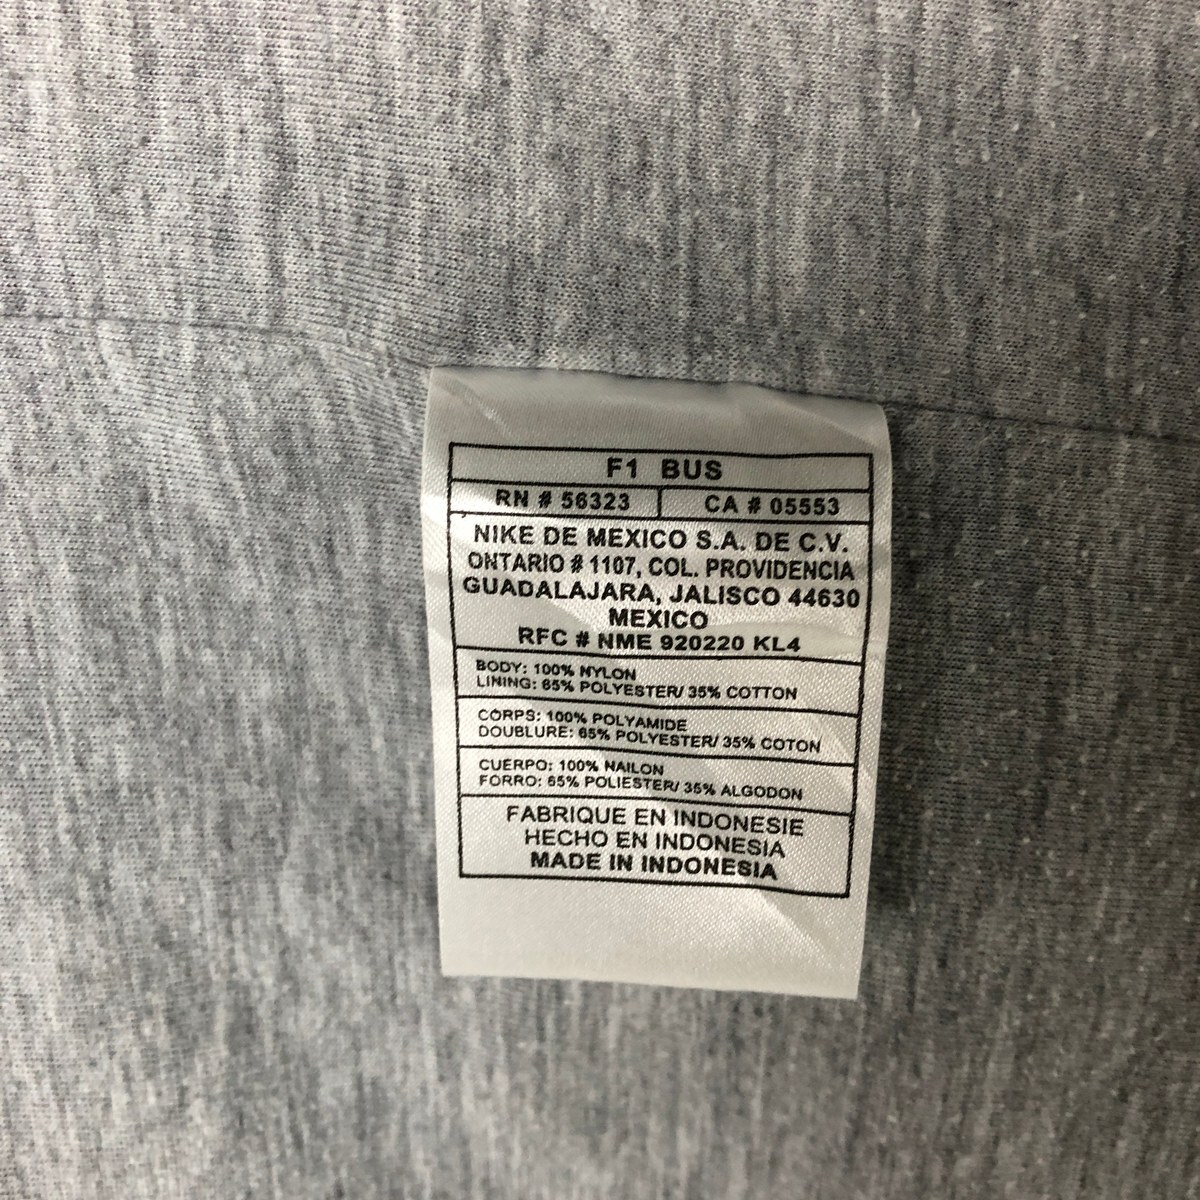 F1 BUS
RN # 56323 CA # 05553
NIKE DE MEXICO S.A. DE C.V.
ONTARIO # 1107, COL. PROVIDENCIA
GUADALAJARA, JALISCO 44630
MEXICO
RFC # NME 920220 KL4
BODY: 100% NYLON
LINING: 65% POLYESTER/ 35% COTTON
CORPS: 100% POLYAMIDE
DOUBLURE: 65% POLYESTER/ 35% COTON
CUERPO: 100% NAILON
FORRO: 65% POLIESTER/ 35% ALGODON
FABRIQUE EN INDONESIE
HECHO EN INDONESIA
MADE IN INDONESIA